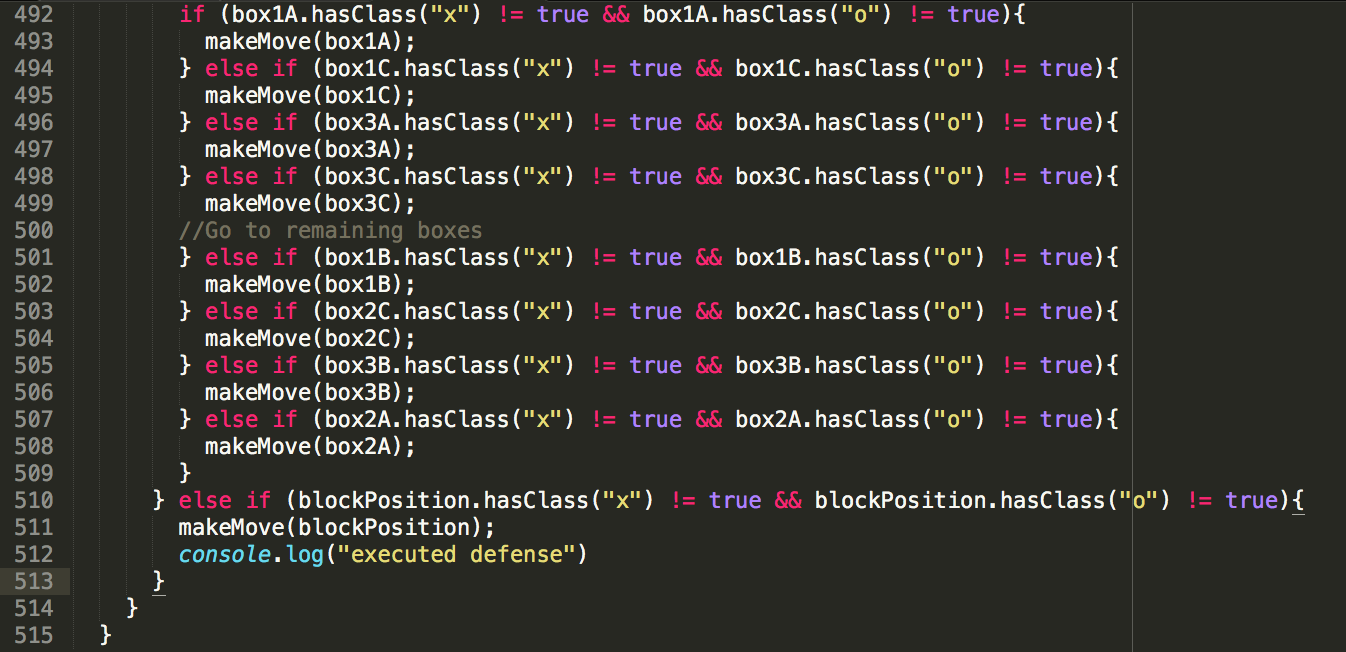 492 if (box1A.hasClass("x") != true && box1A.hasClass("o") != true){
493 makeMove(box1A);
494 } else if (box1C.hasClass("x") != true && box1C.hasClass("o") != true){
495 makeMove(box1C);
496 } else if (box3A.hasClass("x") != true && box3A.hasClass("o") != true){
497 makeMove(box3A);
498 } else if (box3C.hasClass("x") != true && box3C.hasClass("o") != true){
499 makeMove(box3C);
500 //Go to remaining boxes
501 } else if (box1B.hasClass("x") != true && box1B.hasClass("o") != true){
502 makeMove(box1B);
503 } else if (box2C.hasClass("x") != true && box2C.hasClass("o") != true){
504 makeMove(box2C);
505 } else if (box3B.hasClass("x") != true && box3B.hasClass("o") != true){
506 makeMove(box3B);
507 } else if (box2A.hasClass("x") != true && box2A.hasClass("o") != true){
508 makeMove(box2A);
509 }
510 } else if (blockPosition.hasClass("x") != true && blockPosition.hasClass("o") != true){
511 makeMove(blockPosition);
512 console.log("executed defense")
513 }
514 }
515 }